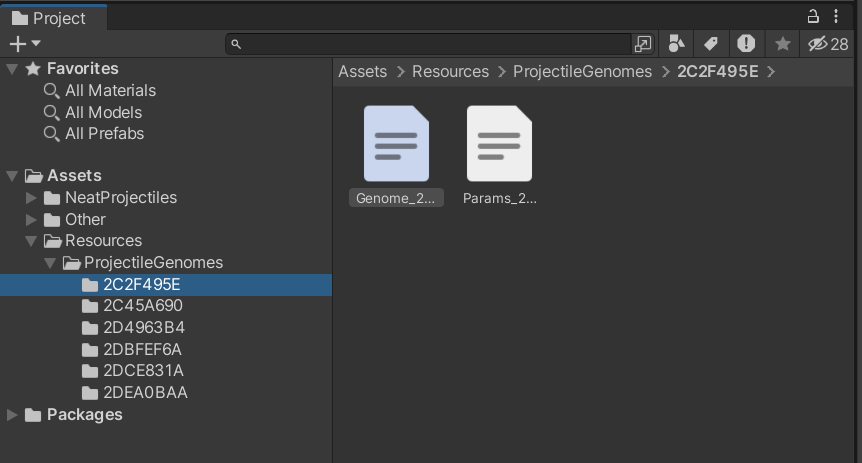 Project
28
Favorites
All Materials
All Models
All Prefabs
Assets
NeatProjectiles
Other
Resources
ProjectileGenomes
2C2F495E
2C45A690
2D4963B4
2DBFEF6A
2DCE831A
2DEA0BAA
Packages
Assets > Resources > ProjectileGenomes > 2C2F495E >
Genome_2... Params_2...